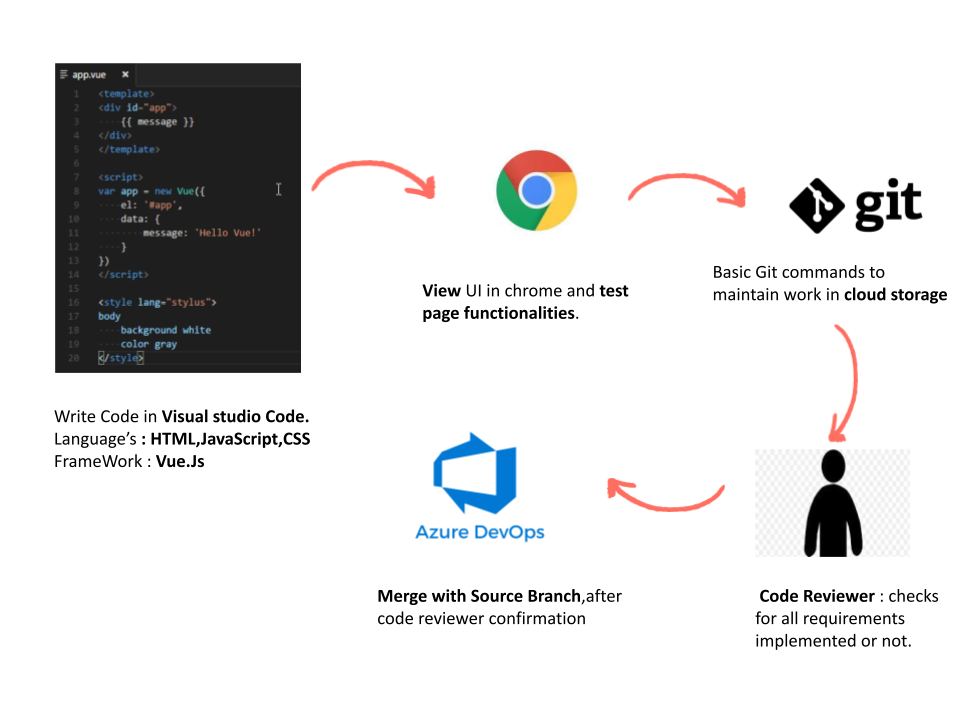 app.vue ×
1 <template>
2 <div id="app">
3 {{ message }}
4 </div>
5 </template>
6
7 <script>
8 var app = new Vue({
9 el: '#app',
10 data: {
11 message: 'Hello Vue!'
12 }
13 })
14 </script>
15
16 <style lang="stylus">
17 body
18 background white
19 color gray
20 </style>
Write Code in Visual studio Code.
Language’s : HTML,JavaScript,CSS
FrameWork : Vue.Js
View UI in chrome and test
page functionalities.
git
Basic Git commands to
maintain work in cloud storage
Code Reviewer : checks
for all requirements
implemented or not.
Azure DevOps
Merge with Source Branch,after
code reviewer confirmation